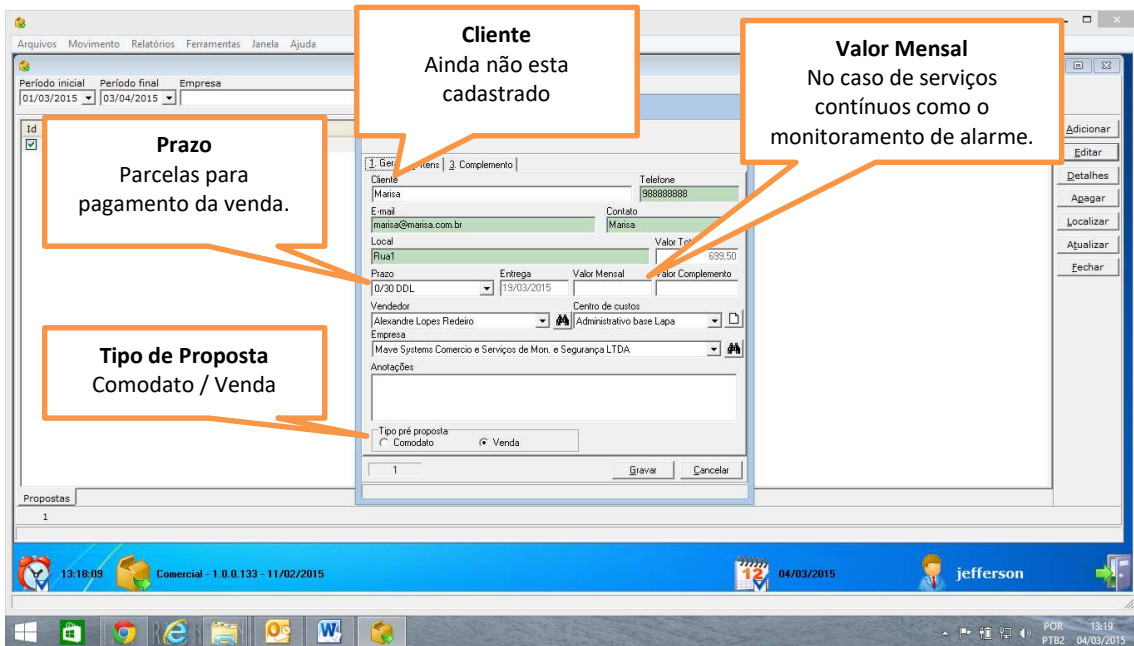 Arquivos Movimento Relatórios Ferramentas Janela Ajuda
Cliente
Ainda não esta
cadastrado
Valor Mensal
No caso de serviços
contínuos como o
monitoramento de alarme.
Período inicial Período final Empresa
01/03/2015 03/04/2015
Id
Prazo
Parcelas para
pagamento da venda.
Adicionar
Editar
Detalhes
Apagar
Localizar
Atualizar
Fechar
3. Complemento
Cliente Telefone
Marisa 988888888
E-mail Contato
marisa@marisa.com.br Marisa
Local
Rua1 699,50
Prazo Entrega Valor Mensal Valor Complemento
0/30 DDL 19/03/2015
Vendedor Centro de custos
Alexandre Lopes Redeiro Administrativo base Lapa
Empresa
Mave Systems Comercio e Serviços de Mon. e Segurança LTDA
Anotações
Tipo de Proposta
Comodato / Venda
Tipo pré proposta
Comodato Venda
1 Gravar Cancelar
Propostas
1
13:18:09 Comercial - 1.0.0.133 - 11/02/2015 12 04/03/2015 jefferson
POR 13:19
PTB2 04/03/2015